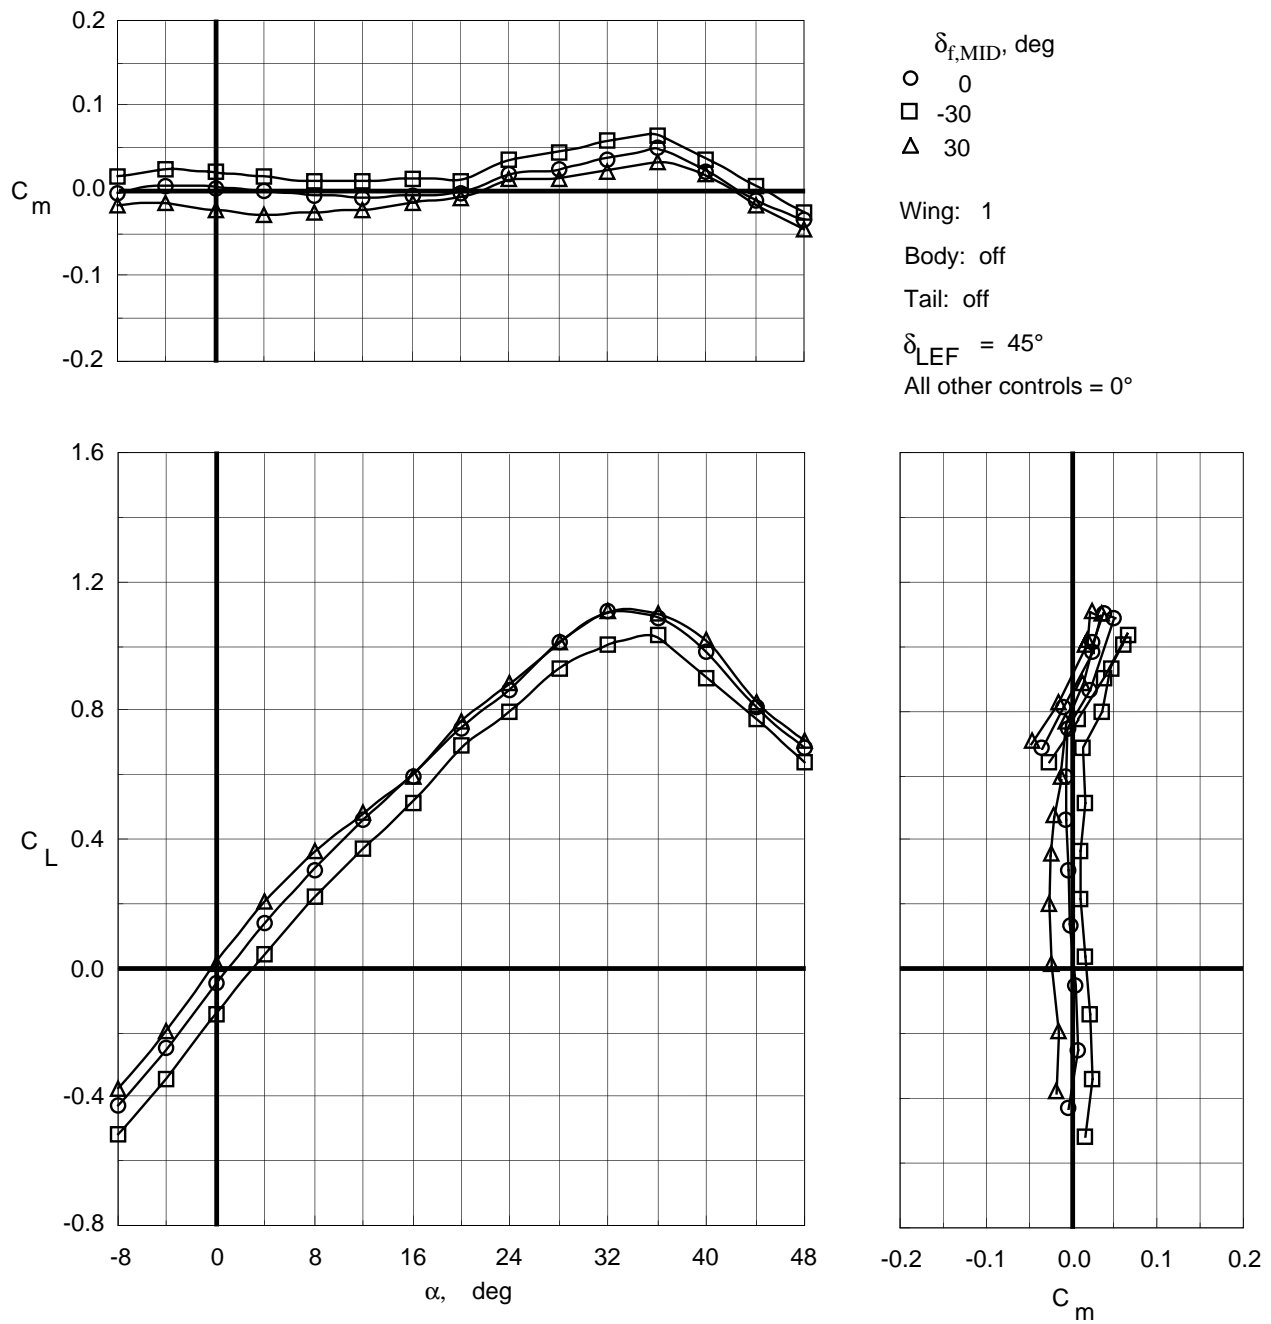 0.2
0.1
0.0
-0.1
-0.2
C m
δf,MID, deg
0
-30
30
Wing: 1
Body: off
Tail: off
δLEF = 45°
All other controls = 0°
1.6
1.2
0.8
0.4
0.0
-0.4
-0.8
C L
-8 0 8 16 24 32 40 48
α, deg
-0.2 -0.1 0.0 0.1 0.2
C m